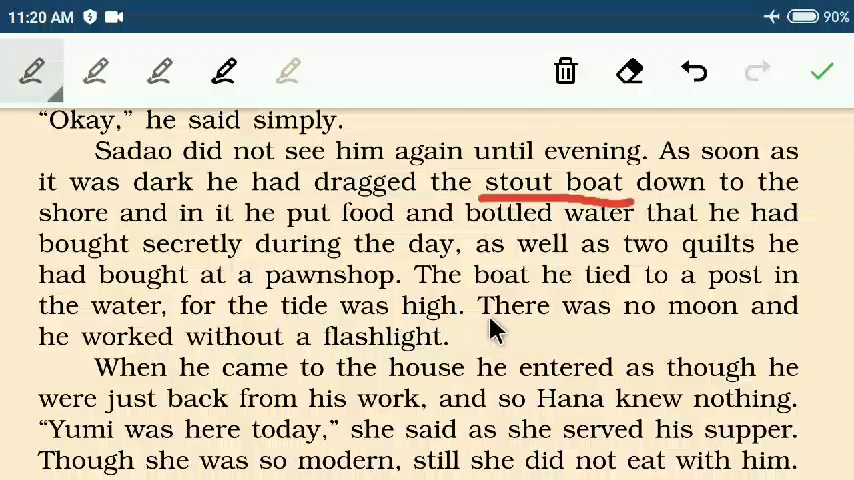 11:20 AM 90%
“Okay,” he said simply.
Sadao did not see him again until evening. As soon as
it was dark he had dragged the stout boat down to the
shore and in it he put food and bottled water that he had
bought secretly during the day, as well as two quilts he
had bought at a pawnshop. The boat he tied to a post in
the water, for the tide was high. There was no moon and
he worked without a flashlight.
When he came to the house he entered as though he
were just back from his work, and so Hana knew nothing.
“Yumi was here today,” she said as she served his supper.
Though she was so modern, still she did not eat with him.